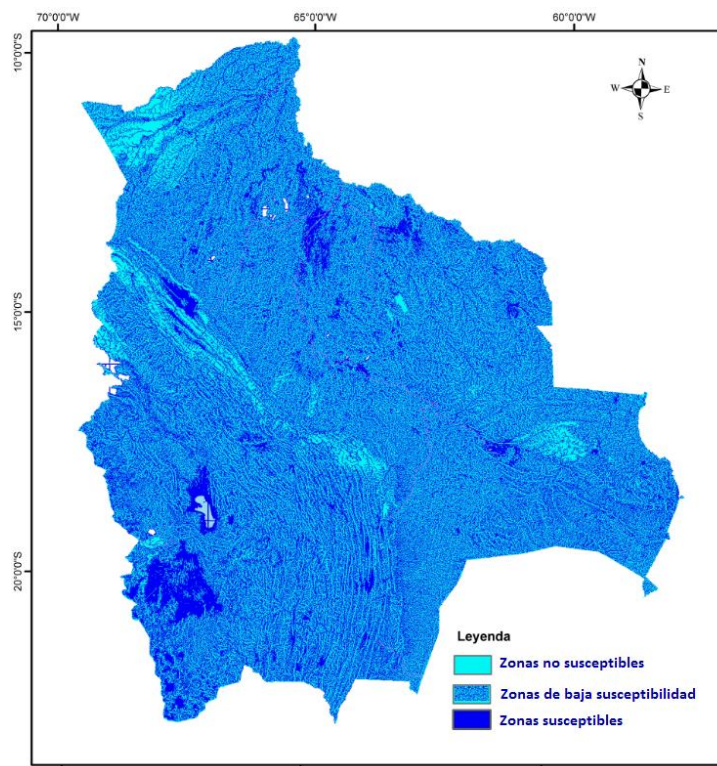 70°0'0"W 65°0'0"W 60°0'0"W
10°0'0"S
N
W E
S
15°0'0"S
20°0'0"S
Leyenda
Zonas no susceptibles
Zonas de baja susceptibilidad
Zonas susceptibles